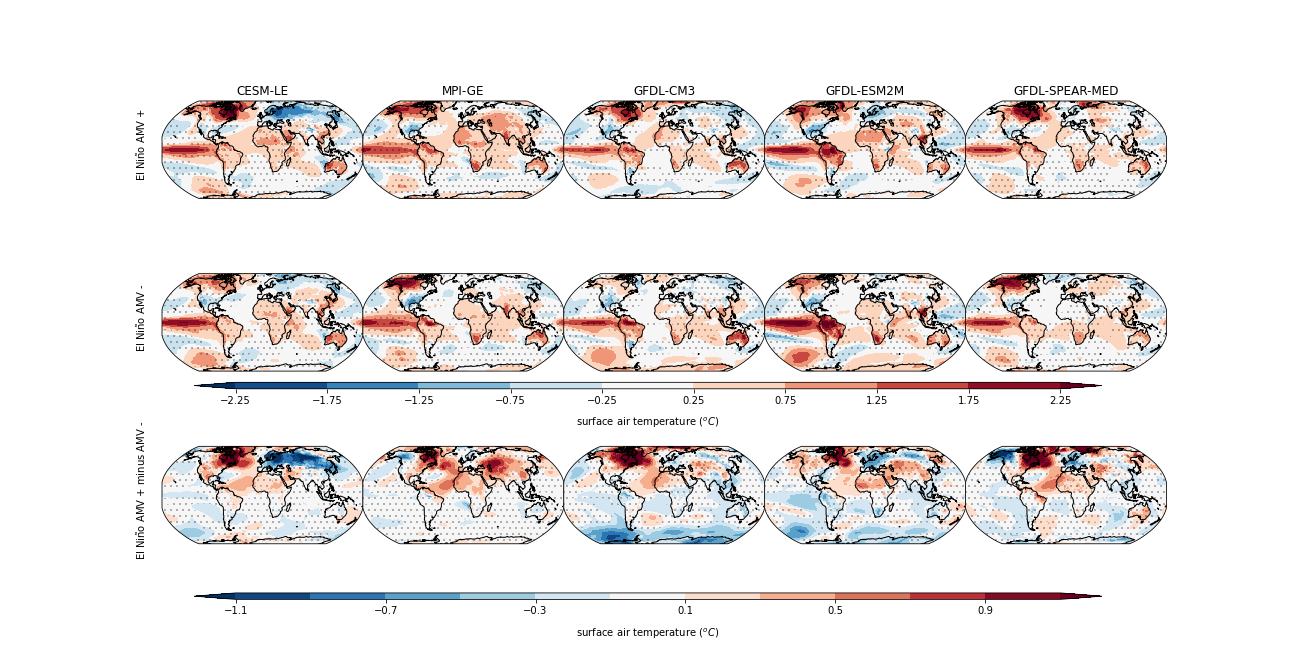 CESM-LE MPI-GE GFDL-CM3 GFDL-ESM2M GFDL-SPEAR-MED
El Niño AMV +
El Niño AMV -
−2.25 −1.75 −1.25 −0.75 −0.25 0.25 0.75 1.25 1.75 2.25
surface air temperature (°C)
El Niño AMV + minus AMV -
−1.1 −0.7 −0.3 0.1 0.5 0.9
surface air temperature (°C)